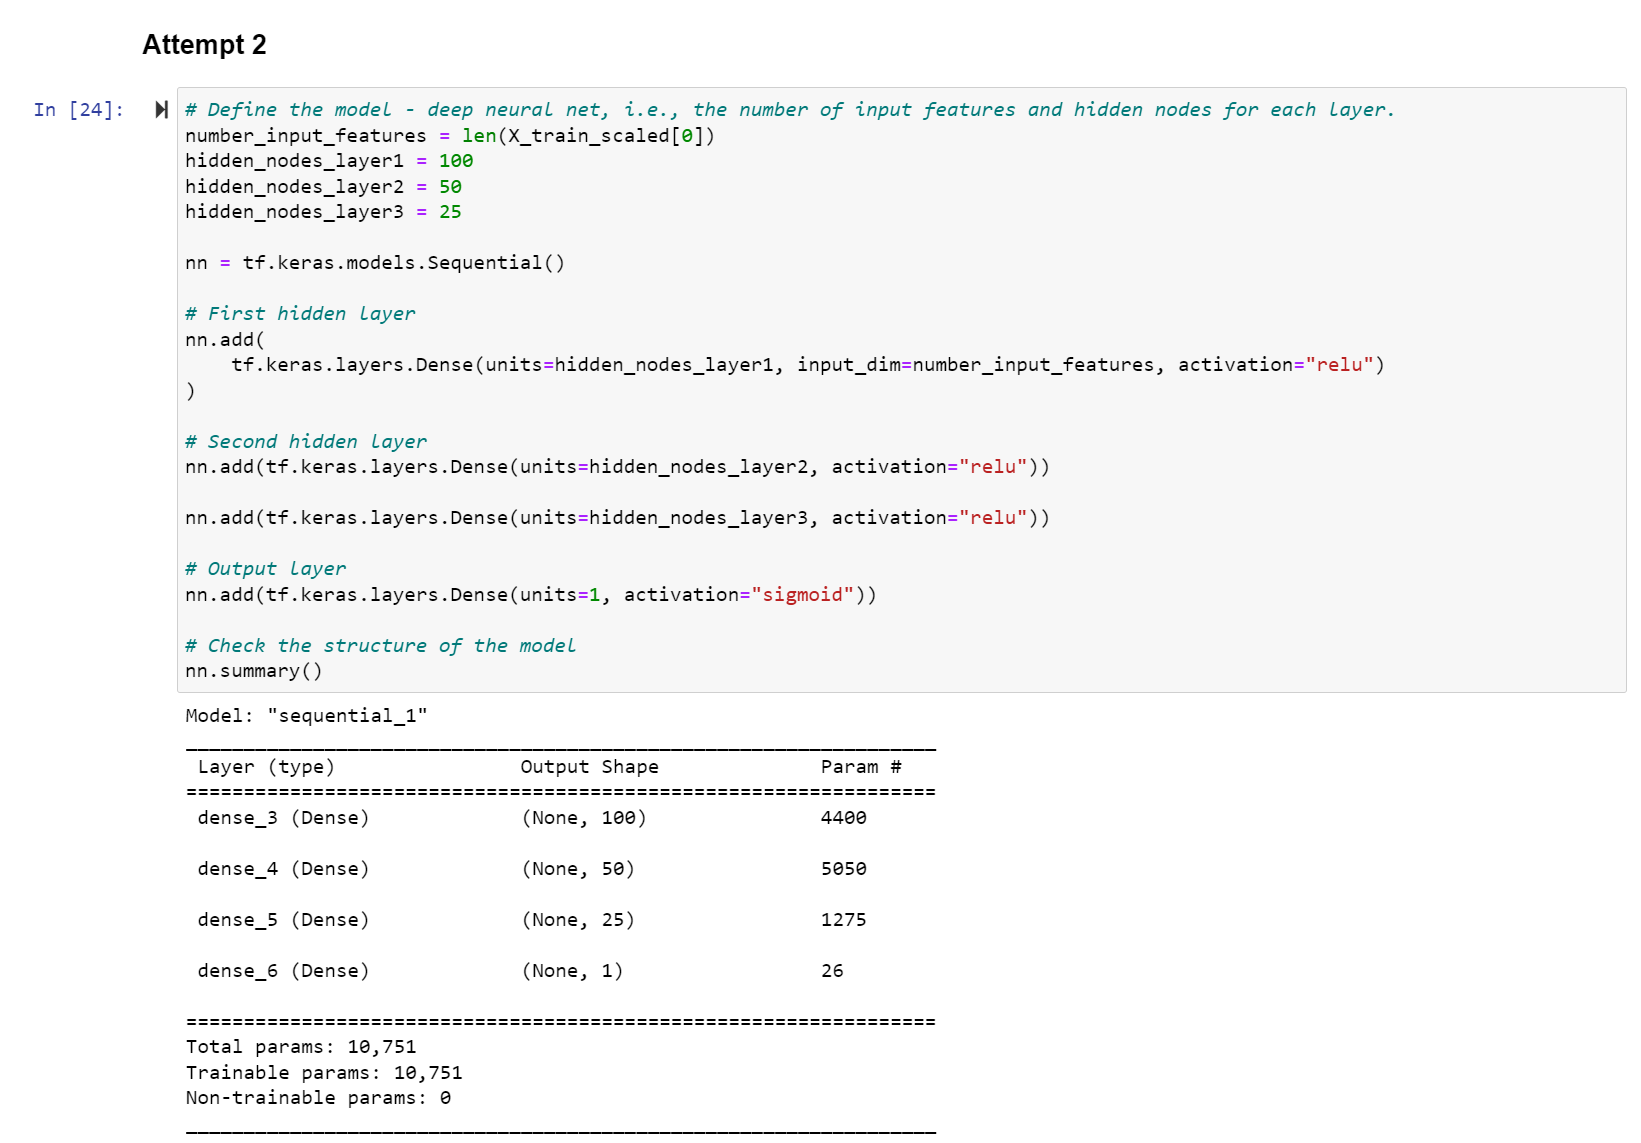 Attempt 2
In [24]:
# Define the model - deep neural net, i.e., the number of input features and hidden nodes for each layer.
number_input_features = len(X_train_scaled[0])
hidden_nodes_layer1 = 100
hidden_nodes_layer2 = 50
hidden_nodes_layer3 = 25
nn = tf.keras.models.Sequential()
# First hidden layer
nn.add(
    tf.keras.layers.Dense(units=hidden_nodes_layer1, input_dim=number_input_features, activation="relu")
)
# Second hidden layer
nn.add(tf.keras.layers.Dense(units=hidden_nodes_layer2, activation="relu"))
nn.add(tf.keras.layers.Dense(units=hidden_nodes_layer3, activation="relu"))
# Output layer
nn.add(tf.keras.layers.Dense(units=1, activation="sigmoid"))
# Check the structure of the model
nn.summary()
Model: "sequential_1"
_________________________________________________________________
Layer (type) Output Shape Param #
=================================================================
dense_3 (Dense) (None, 100) 4400
dense_4 (Dense) (None, 50) 5050
dense_5 (Dense) (None, 25) 1275
dense_6 (Dense) (None, 1) 26
=================================================================
Total params: 10,751
Trainable params: 10,751
Non-trainable params: 0
_________________________________________________________________